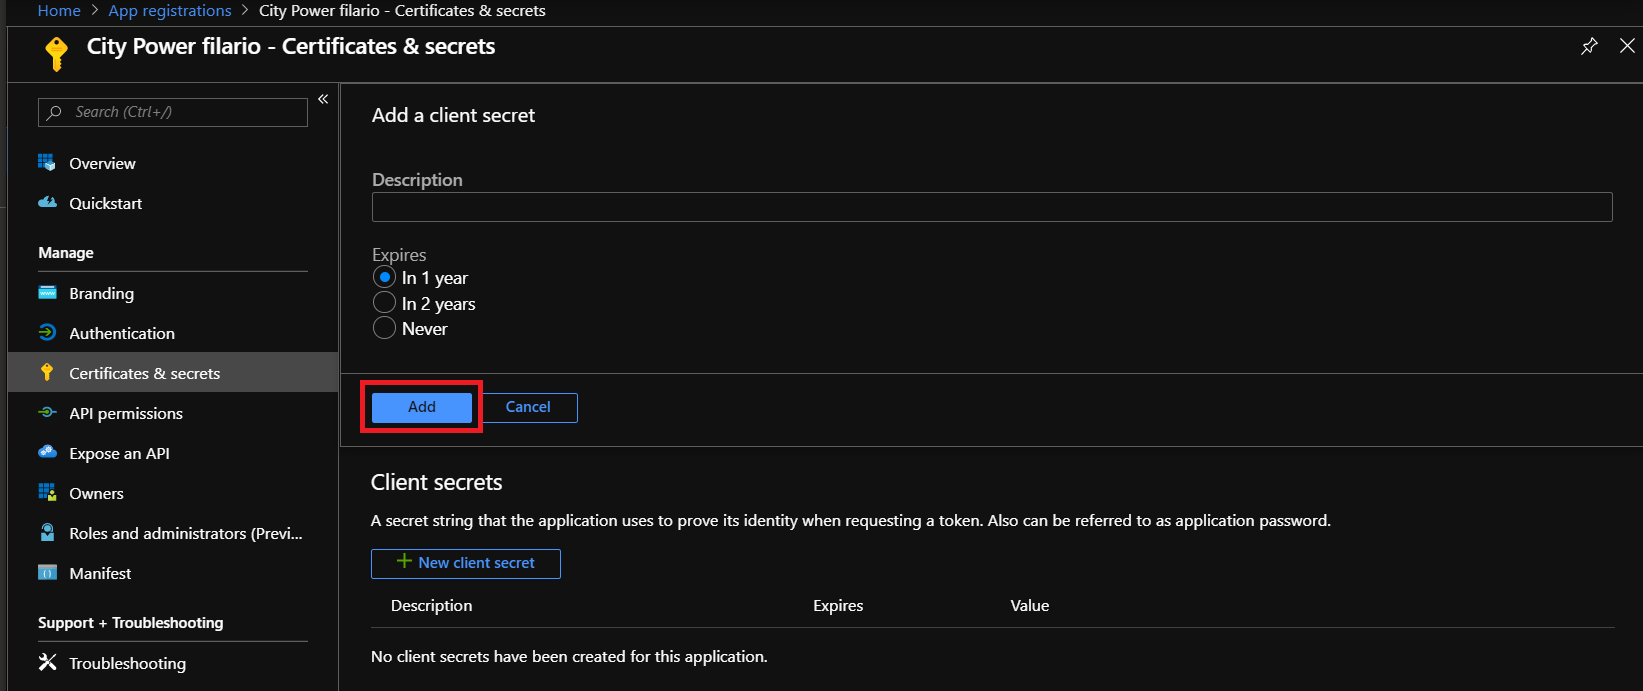 Home > App registrations > City Power filario - Certificates & secrets
City Power filario - Certificates & secrets
Search (Ctrl+/)
«
Overview
Quickstart
Manage
Branding
Authentication
Certificates & secrets
API permissions
Expose an API
Owners
Roles and administrators (Previ...
Manifest
Support + Troubleshooting
Troubleshooting
Add a client secret
Description
Expires
In 1 year
In 2 years
Never
Add Cancel
Client secrets
A secret string that the application uses to prove its identity when requesting a token. Also can be referred to as application password.
+ New client secret
Description Expires Value
No client secrets have been created for this application.